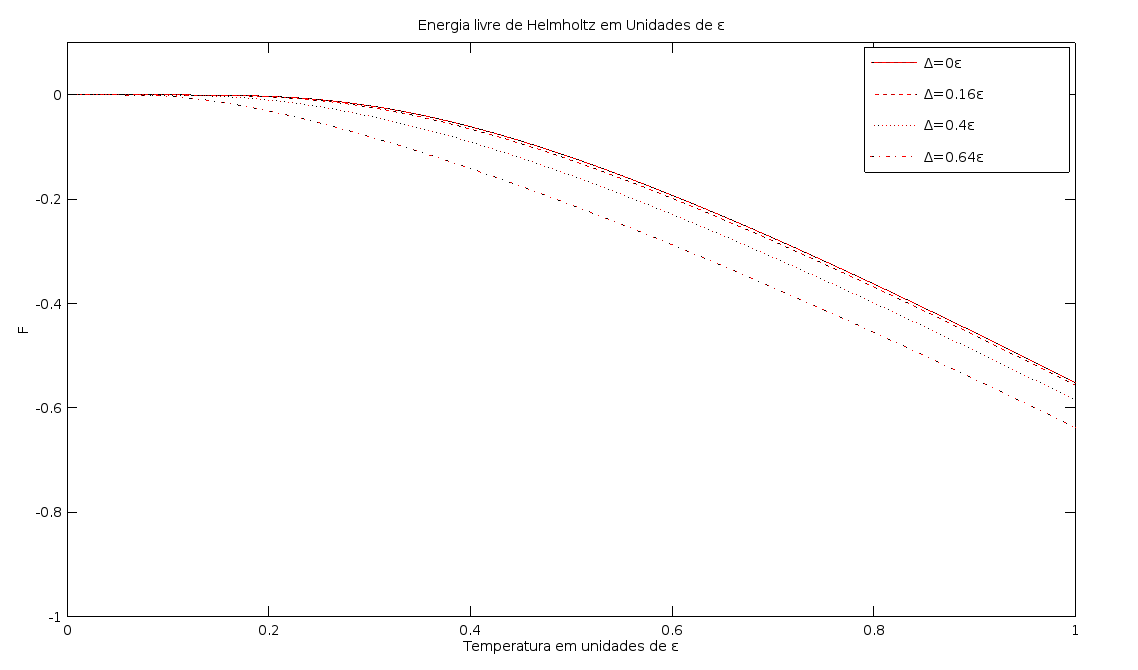 Energia livre de Helmholtz em Unidades de ε
Δ=0ε
Δ=0.16ε
Δ=0.4ε
Δ=0.64ε
0
-0.2
-0.4
-0.6
-0.8
-1
F
0 0.2 0.4 0.6 0.8 1
Temperatura em unidades de ε